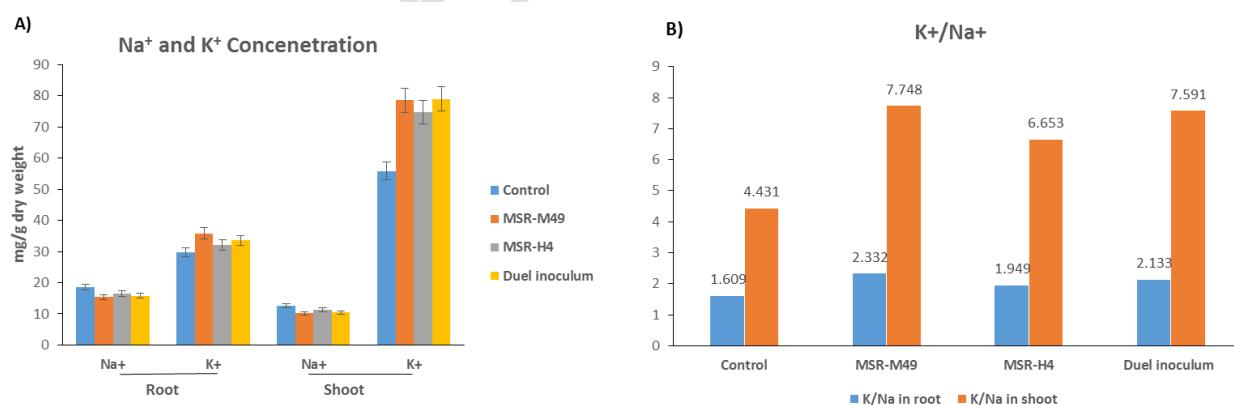 A)
Na⁺ and K⁺ Concenetration
90
80
70
60
50
40
30
20
10
0
mg/g dry weight
Na+ K+ Na+ K+
Root Shoot
Control
MSR-M49
MSR-H4
Duel inoculum
B)
K+/Na+
9
8
7
6
5
4
3
2
1
0
1.609
4.431
2.332
7.748
1.949
6.653
2.133
7.591
Control MSR-M49 MSR-H4 Duel inoculum
K/Na in root K/Na in shoot